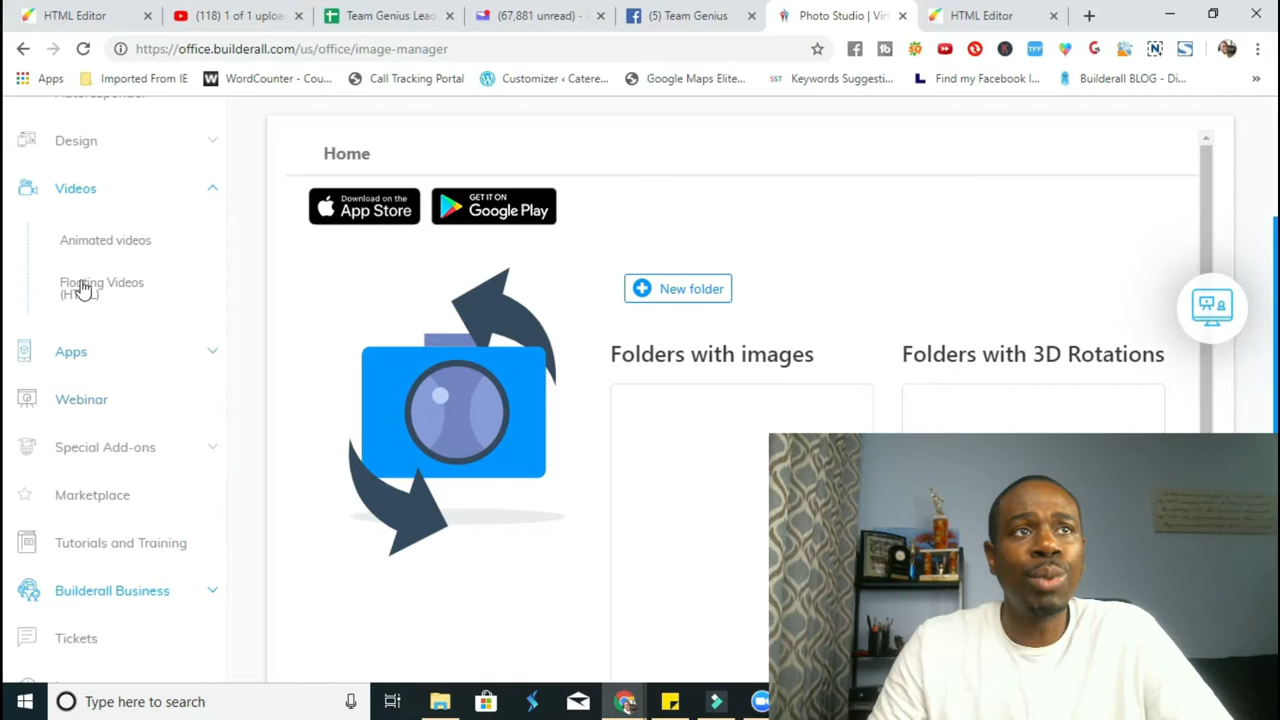 HTML Editor
(118) 1 of 1 uploa
Team Genius Lead
(67,881 unread) -
(5) Team Genius
Photo Studio | Vir
HTML Editor
https://office.builderall.com/us/office/image-manager
Apps
Imported From IE
WordCounter - Cou...
Call Tracking Portal
Customizer ‹ Catere...
Google Maps Elite...
SST Keywords Suggesti...
Find my Facebook I...
Builderall BLOG - Di...
Design
Videos
Animated videos
Floating Videos
(HTML)
Apps
Webinar
Special Add-ons
Marketplace
Tutorials and Training
Builderall Business
Tickets
Home
Download on the
App Store
GET IT ON
Google Play
New folder
Folders with images
Folders with 3D Rotations
Type here to search